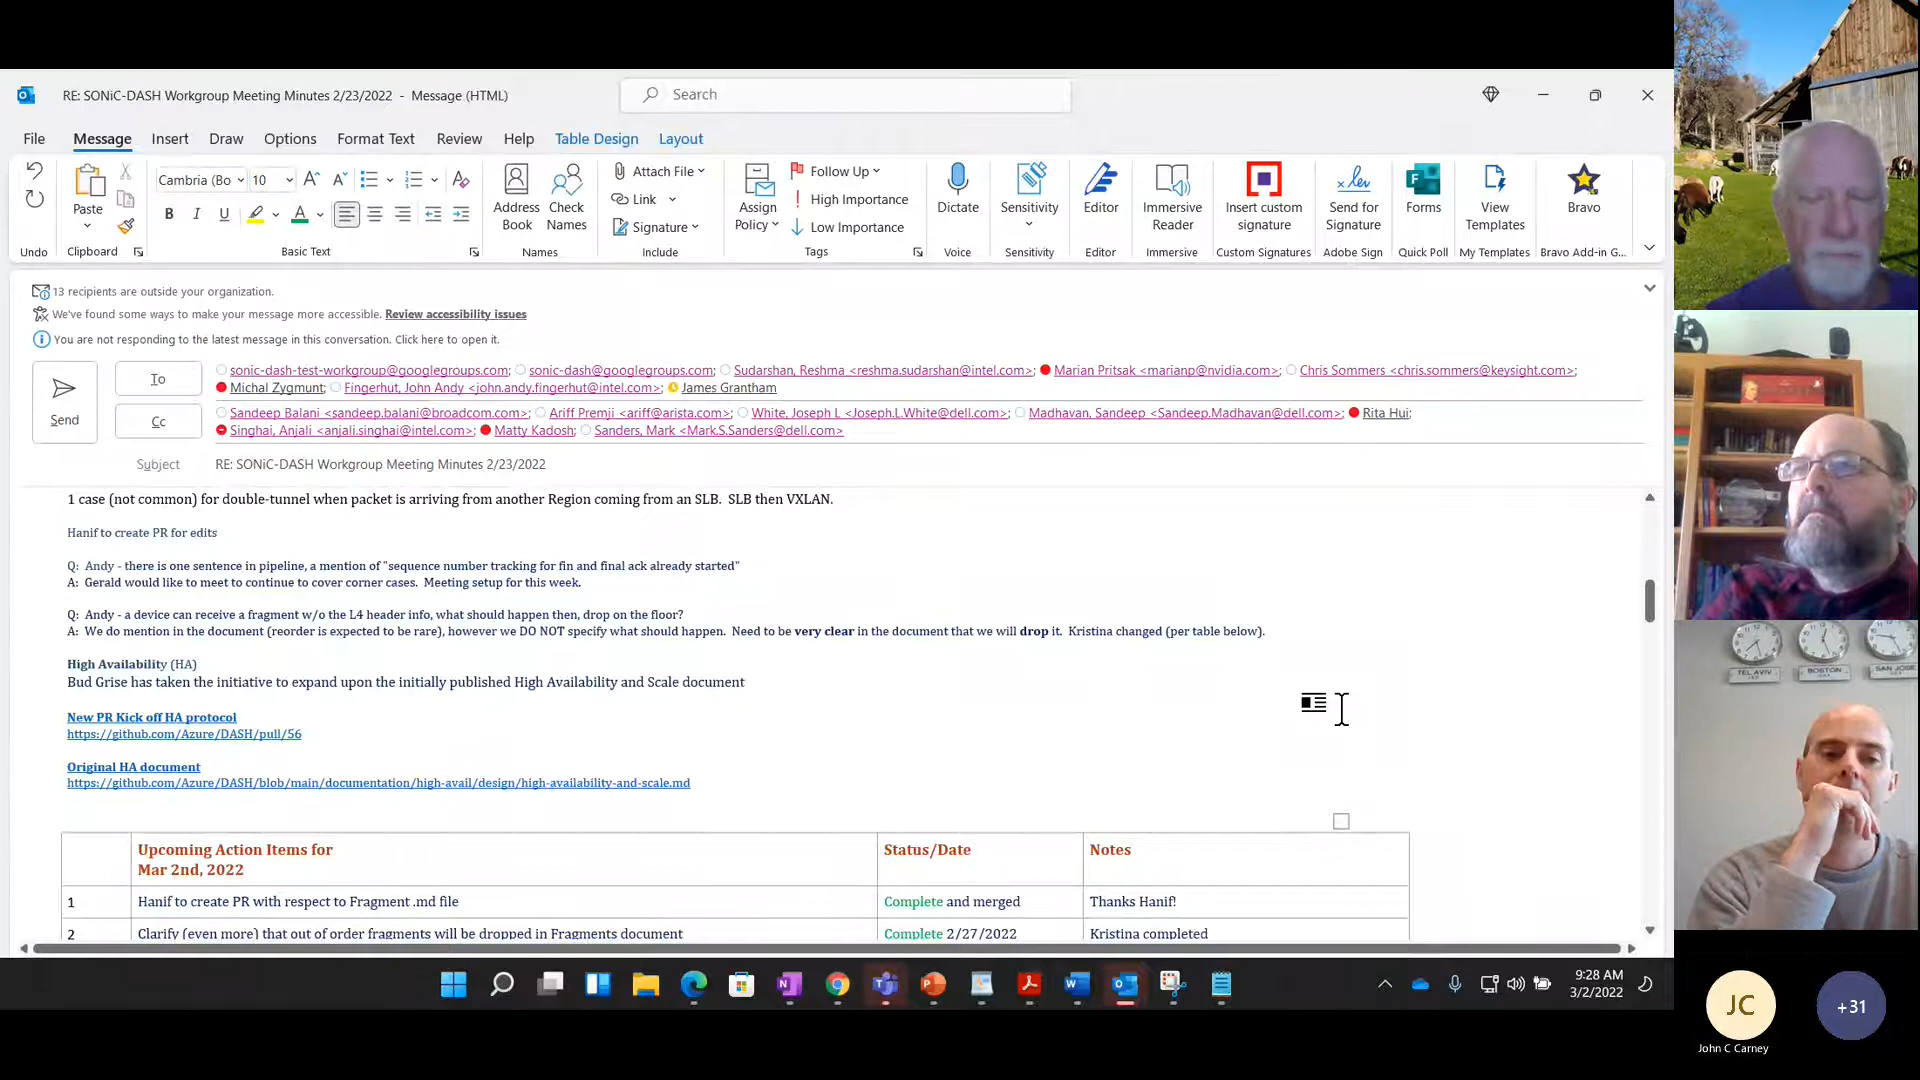 RE: SONiC-DASH Workgroup Meeting Minutes 2/23/2022 - Message (HTML)
Search
File Message Insert Draw Options Format Text Review Help Table Design Layout
Cambria (Bo 10
Paste
Attach File
Link
Signature
Address Book
Check Names
Assign Policy
Follow Up
High Importance
Low Importance
Dictate
Sensitivity
Editor
Immersive Reader
Insert custom signature
Send for Signature
Forms
View Templates
Bravo
Undo Clipboard Basic Text Names Include Tags Voice Sensitivity Editor Immersive Custom Signatures Adobe Sign Quick Poll My Templates Bravo Add-in G...
13 recipients are outside your organization.
We've found some ways to make your message more accessible. Review accessibility issues
You are not responding to the latest message in this conversation. Click here to open it.
Send
To
sonic-dash-test-workgroup@googlegroups.com; sonic-dash@googlegroups.com; Sudarshan, Reshma <reshma.sudarshan@intel.com>; Marian Pritsak <marianp@nvidia.com>; Chris Sommers <chris.sommers@keysight.com>;
Michal Zygmunt; Fingerhut, John Andy <john.andy.fingerhut@intel.com>; James Grantham
Cc
Sandeep Balani <sandeep.balani@broadcom.com>; Ariff Premji <ariff@arista.com>; White, Joseph L <Joseph.L.White@dell.com>; Madhavan, Sandeep <Sandeep.Madhavan@dell.com>; Rita Hui;
Singhai, Anjali <anjali.singhai@intel.com>; Matty Kadosh; Sanders, Mark <Mark.S.Sanders@dell.com>
Subject RE: SONiC-DASH Workgroup Meeting Minutes 2/23/2022
1 case (not common) for double-tunnel when packet is arriving from another Region coming from an SLB. SLB then VXLAN.
Hanif to create PR for edits
Q: Andy - there is one sentence in pipeline, a mention of "sequence number tracking for fin and final ack already started"
A: Gerald would like to meet to continue to cover corner cases. Meeting setup for this week.
Q: Andy - a device can receive a fragment w/o the L4 header info, what should happen then, drop on the floor?
A: We do mention in the document (reorder is expected to be rare), however we DO NOT specify what should happen. Need to be very clear in the document that we will drop it. Kristina changed (per table below).
High Availability (HA)
Bud Grise has taken the initiative to expand upon the initially published High Availability and Scale document
New PR Kick off HA protocol
https://github.com/Azure/DASH/pull/56
Original HA document
https://github.com/Azure/DASH/blob/main/documentation/high-avail/design/high-availability-and-scale.md
Upcoming Action Items for Mar 2nd, 2022 Status/Date Notes
1 Hanif to create PR with respect to Fragment .md file Complete and merged Thanks Hanif!
2 Clarify (even more) that out of order fragments will be dropped in Fragments document Complete 2/27/2022 Kristina completed
9:28 AM
3/2/2022
TEL AVIV
BOSTON
SAN JOSE
JC
John C Carney
+31